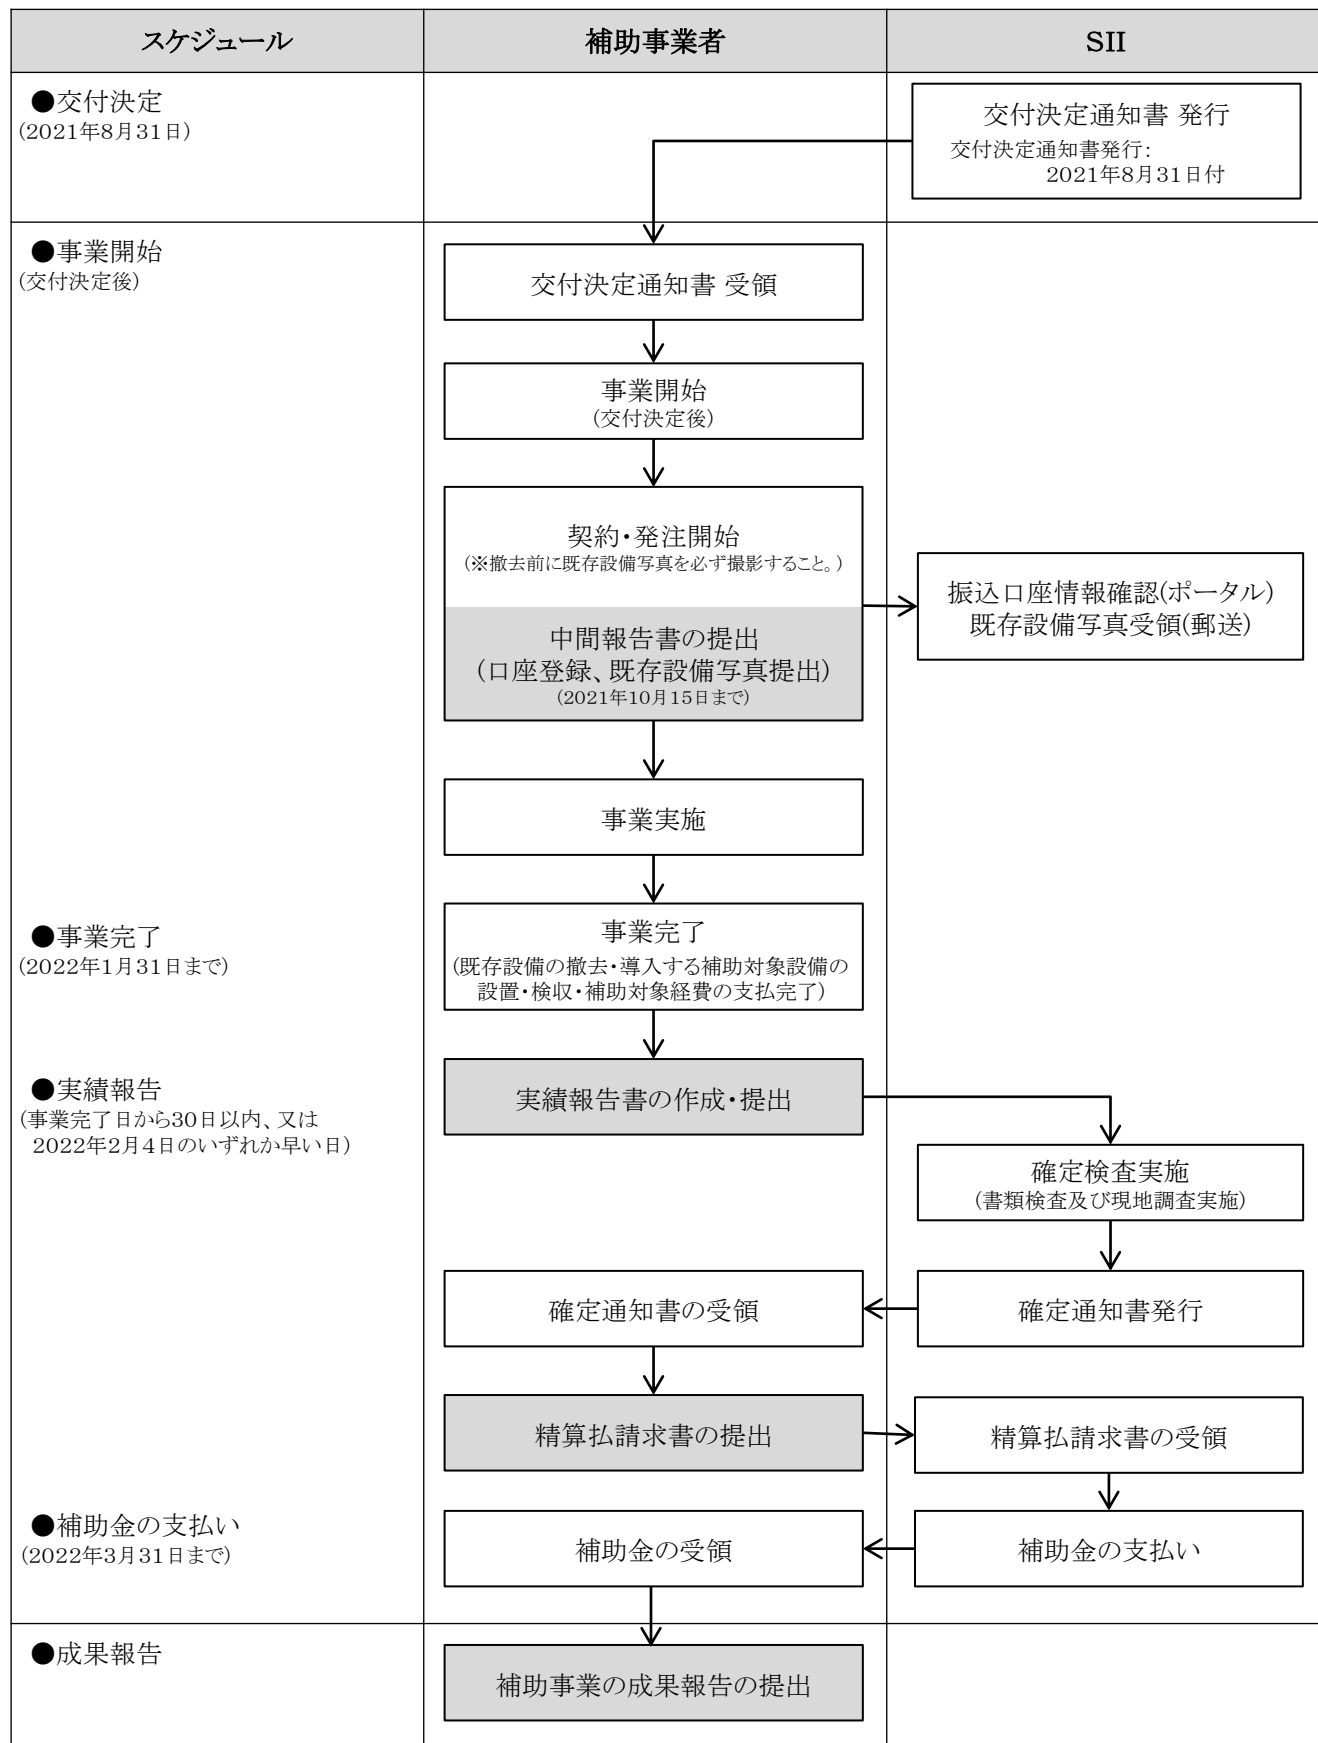 スケジュール
補助事業者
SII
●交付決定
(2021年8月31日)
交付決定通知書 発行
交付決定通知書発行：
2021年8月31日付
●事業開始
(交付決定後)
交付決定通知書 受領
事業開始
(交付決定後)
契約・発注開始
(※撤去前に既存設備写真を必ず撮影すること。)
中間報告書の提出
(口座登録、既存設備写真提出)
(2021年10月15日まで)
振込口座情報確認(ポータル)
既存設備写真受領(郵送)
事業実施
●事業完了
(2022年1月31日まで)
事業完了
(既存設備の撤去・導入する補助対象設備の
設置・検収・補助対象経費の支払完了)
●実績報告
(事業完了日から30日以内、又は
2022年2月4日のいずれか早い日)
実績報告書の作成・提出
確定検査実施
(書類検査及び現地調査実施)
確定通知書の受領
確定通知書発行
精算払請求書の提出
精算払請求書の受領
●補助金の支払い
(2022年3月31日まで)
補助金の受領
補助金の支払い
●成果報告
補助事業の成果報告の提出